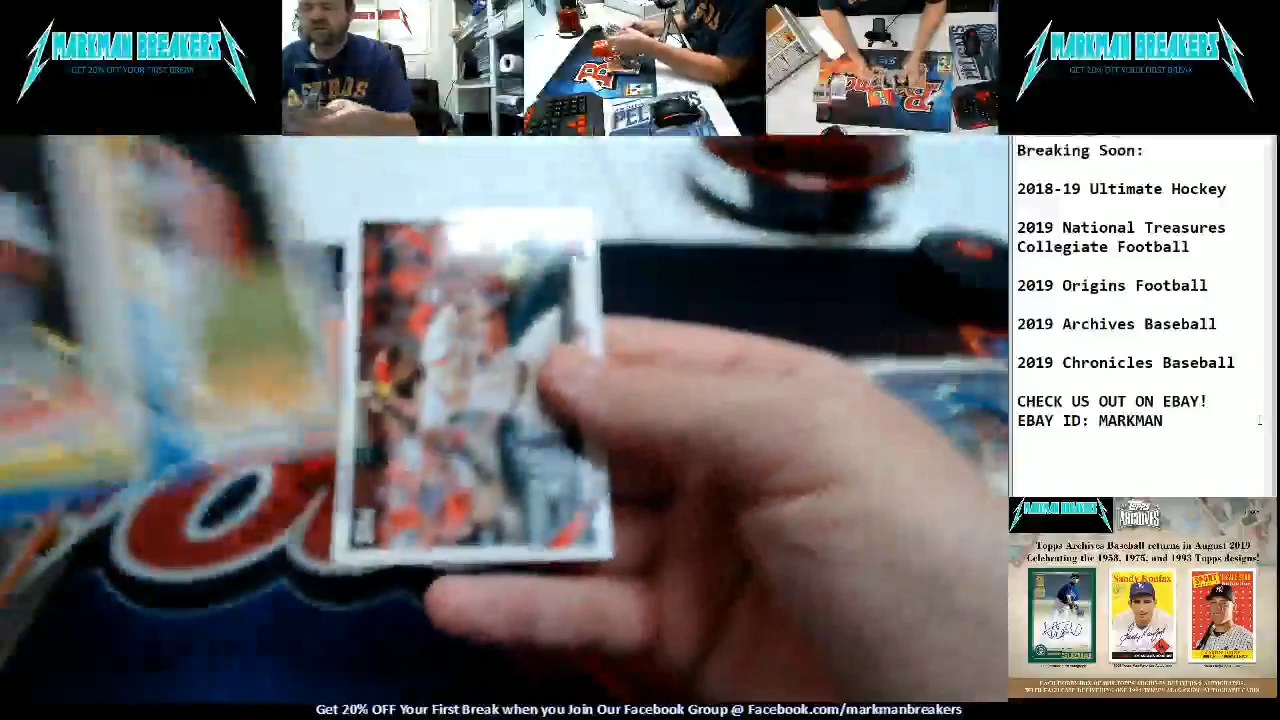 MARKMAN BREAKERS
GET 20% OFF YOUR FIRST BREAK
MARKMAN BREAKERS
GET 20% OFF YOUR FIRST BREAK
Breaking Soon:
2018-19 Ultimate Hockey
2019 National Treasures
Collegiate Football
2019 Origins Football
2019 Archives Baseball
2019 Chronicles Baseball
CHECK US OUT ON EBAY!
EBAY ID: MARKMAN
MARKMAN BREAKERS
TOPPS
ARCHIVES
Topps Archives Baseball returns in August 2019
Celebrating the 1958, 1975, and 1993 Topps designs!
Sandy Koufax
SPORT
Get 20% OFF Your First Break when you Join Our Facebook Group @ Facebook.com/markmanbreakers